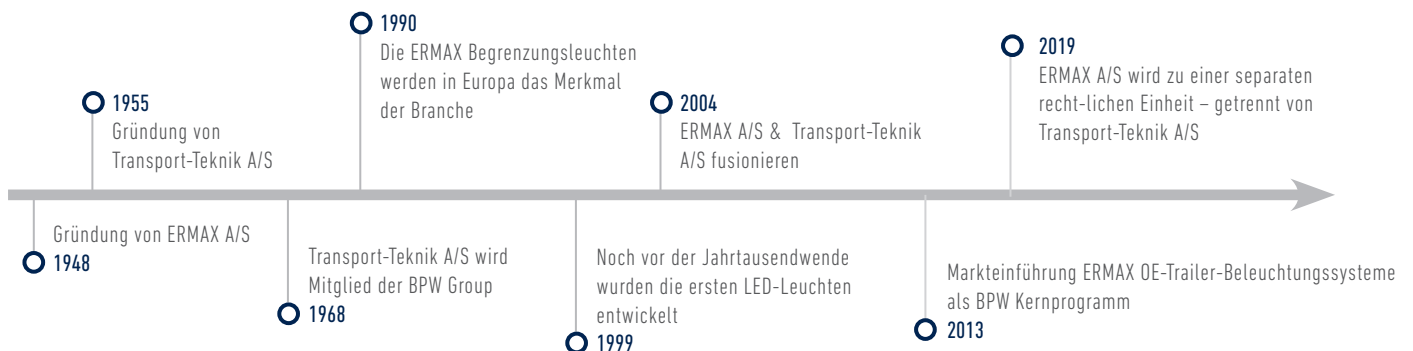 1948
Gründung von ERMAX A/S
1955
Gründung von
Transport-Teknik A/S
Transport-Teknik A/S wird
Mitglied der BPW Group
1968
1990
Die ERMAX Begrenzungsleuchten
werden in Europa das Merkmal
der Branche
Noch vor der Jahrtausendwende
wurden die ersten LED-Leuchten
entwickelt
1999
2004
ERMAX A/S & Transport-Teknik
A/S fusionieren
Markteinführung ERMAX OE-Trailer-Beleuchtungssysteme
als BPW Kernprogramm
2013
2019
ERMAX A/S wird zu einer separaten
recht-lichen Einheit – getrennt von
Transport-Teknik A/S